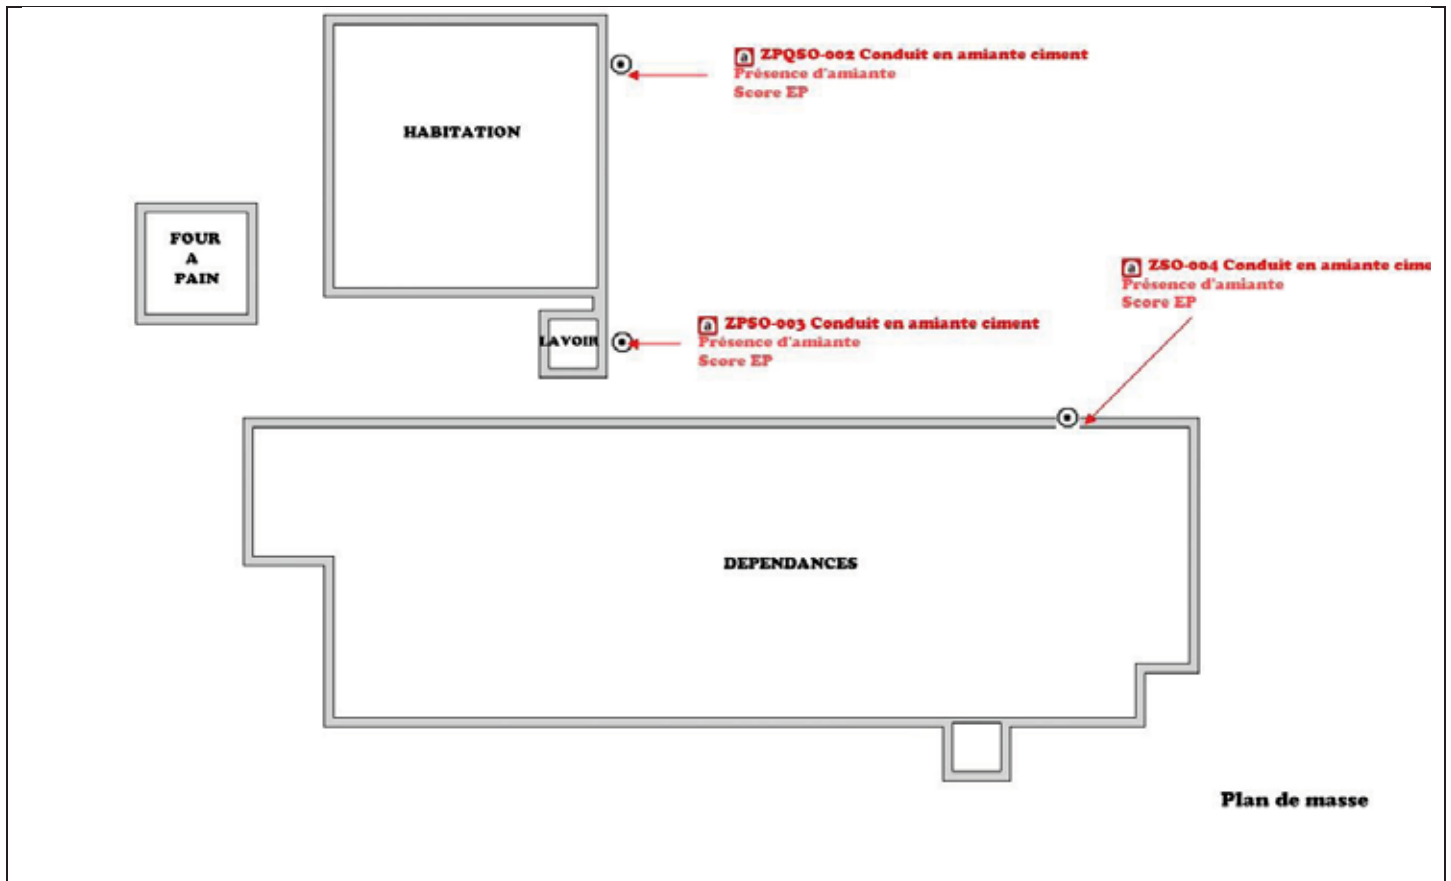 a ZPQSO-002 Conduit en amiante ciment
Présence d'amiante
Score EP
HABITATION
FOUR
A
PAIN
a ZSO-004 Conduit en amiante cime
Présence d'amiante
Score EP
a ZPSO-003 Conduit en amiante ciment
Présence d'amiante
Score EP
LAVOIR
DEPENDANCES
Plan de masse